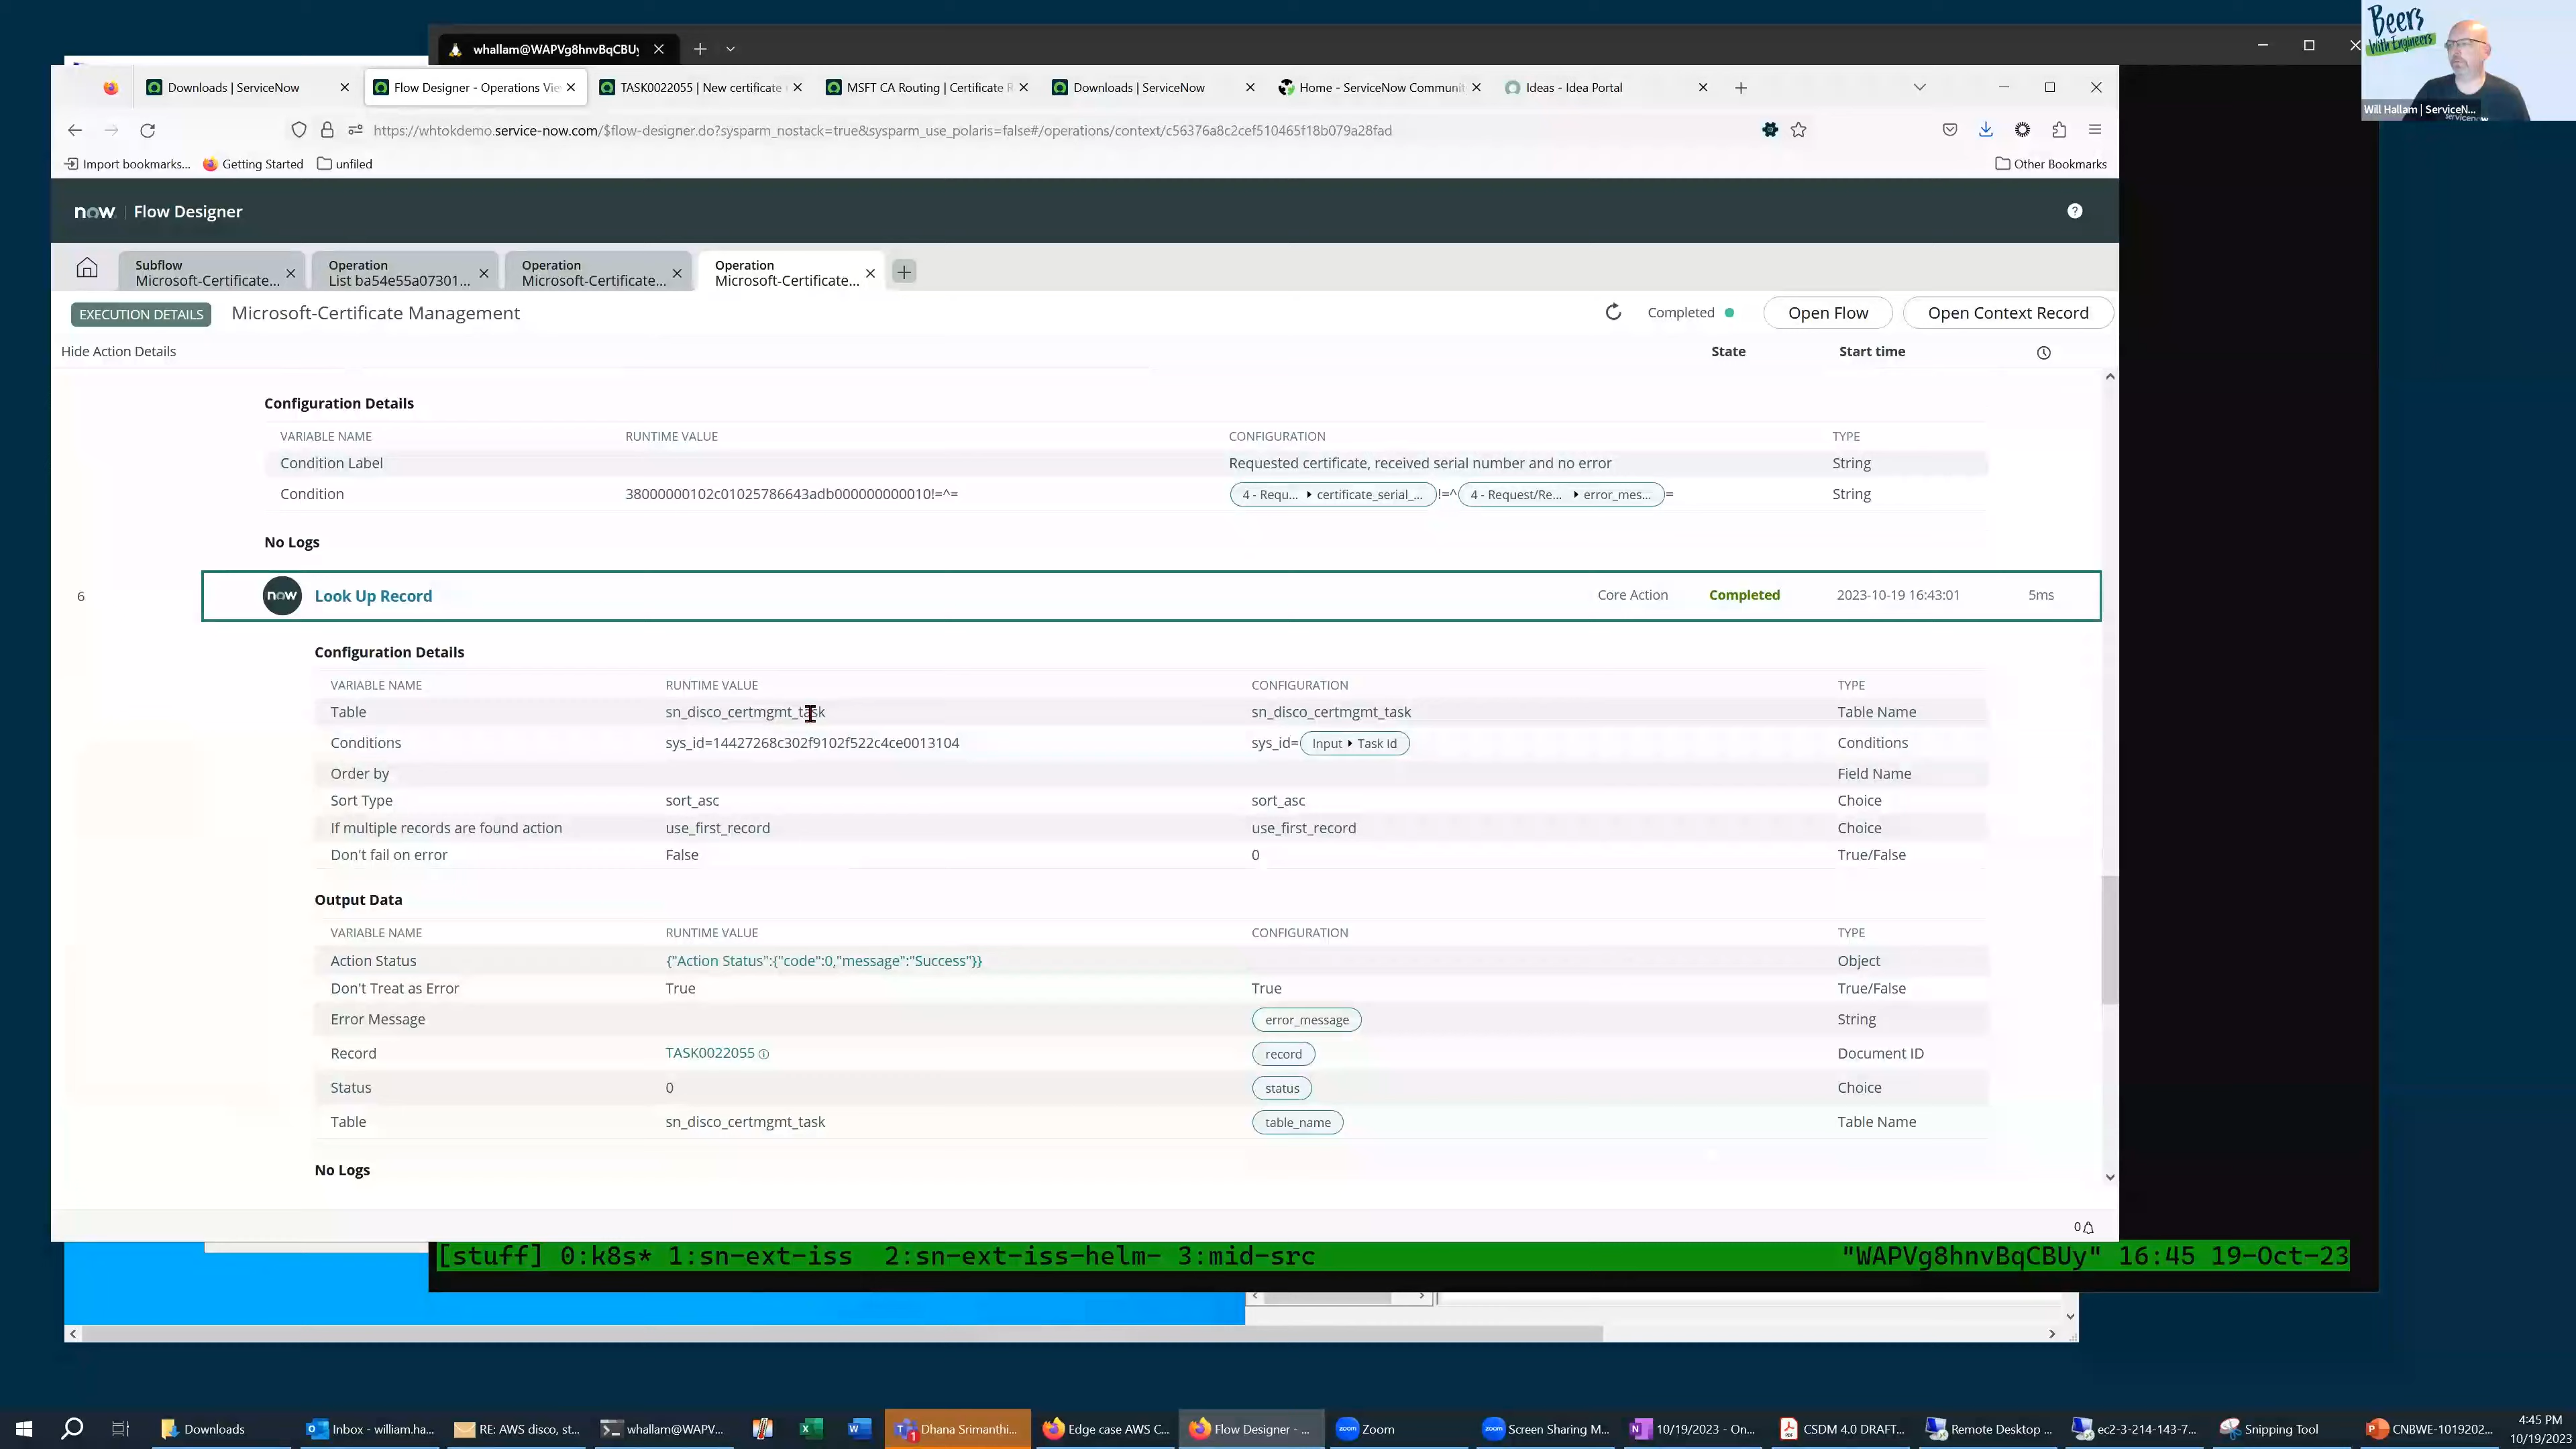 whallam@WAPVg8hnvBqCBUy
Beers
With Engineers
Will Hallam | ServiceN...
Downloads | ServiceNow
Flow Designer - Operations Vie
TASK0022055 | New certificate
MSFT CA Routing | Certificate R
Downloads | ServiceNow
Home - ServiceNow Communit
Ideas - Idea Portal
https://whtokdemo.service-now.com/$flow-designer.do?sysparm_nostack=true&sysparm_use_polaris=false#/operations/context/c56376a8c2cef510465f18b079a28fad
Import bookmarks...
Getting Started
unfiled
Other Bookmarks
now | Flow Designer
Subflow
Microsoft-Certificate...
Operation
List ba54e55a07301...
Operation
Microsoft-Certificate...
Operation
Microsoft-Certificate...
EXECUTION DETAILS Microsoft-Certificate Management Completed Open Flow Open Context Record
Hide Action Details State Start time
Configuration Details
VARIABLE NAME RUNTIME VALUE CONFIGURATION TYPE
Condition Label Requested certificate, received serial number and no error String
Condition 38000000102c01025786643adb000000000010!=^= 4 - Requ... ▸ certificate_serial_... !=^ 4 - Request/Re... ▸ error_mes... = String
No Logs
6 now Look Up Record Core Action Completed 2023-10-19 16:43:01 5ms
Configuration Details
VARIABLE NAME RUNTIME VALUE CONFIGURATION TYPE
Table sn_disco_certmgmt_task sn_disco_certmgmt_task Table Name
Conditions sys_id=14427268c302f9102f522c4ce0013104 sys_id= Input ▸ Task Id Conditions
Order by Field Name
Sort Type sort_asc sort_asc Choice
If multiple records are found action use_first_record use_first_record Choice
Don't fail on error False 0 True/False
Output Data
VARIABLE NAME RUNTIME VALUE CONFIGURATION TYPE
Action Status {"Action Status":{"code":0,"message":"Success"}} Object
Don't Treat as Error True True True/False
Error Message error_message String
Record TASK0022055 record Document ID
Status 0 status Choice
Table sn_disco_certmgmt_task table_name Table Name
No Logs
0
[stuff] 0:k8s* 1:sn-ext-iss 2:sn-ext-iss-helm- 3:mid-src "WAPVg8hnvBqCBUy" 16:45 19-Oct-23
Downloads
Inbox - william.ha...
RE: AWS disco, st...
whallam@WAPV...
Dhana Srimanthi...
Edge case AWS C...
Flow Designer - ...
Zoom
Screen Sharing M...
10/19/2023 - On...
CSDM 4.0 DRAFT...
Remote Desktop ...
ec2-3-214-143-7...
Snipping Tool
CNBWE-1019202...
4:45 PM
10/19/2023